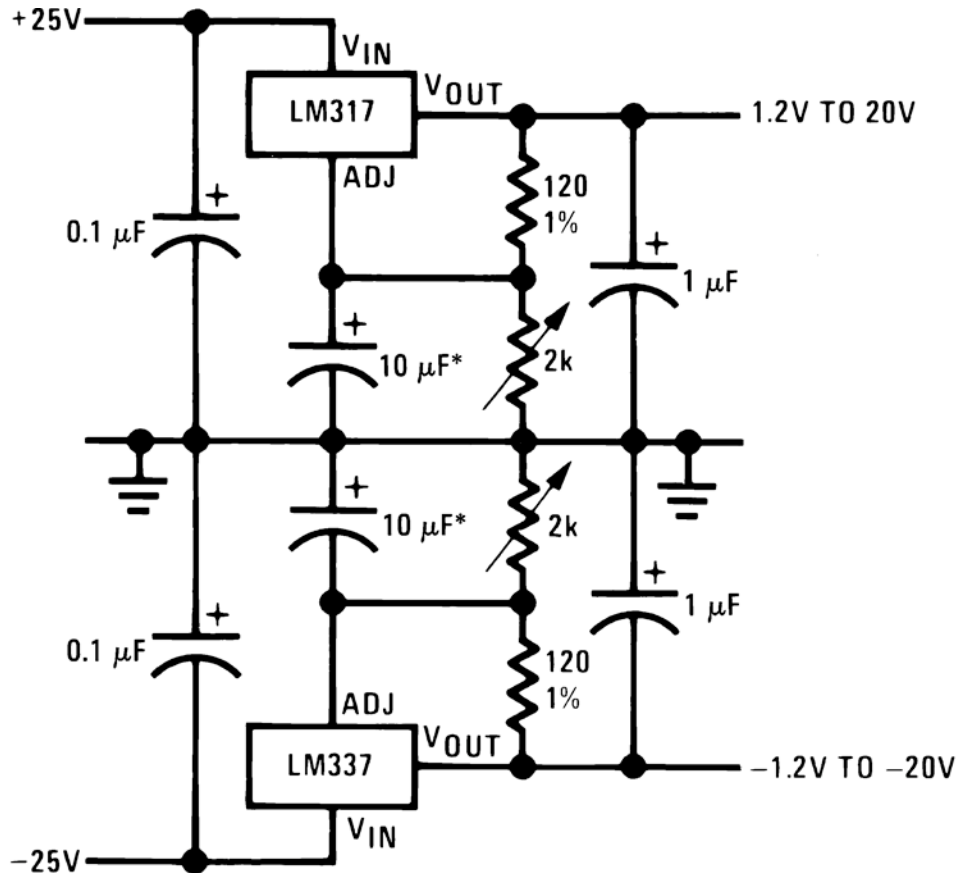 +25V
VIN
VOUT
LM317
1.2V TO 20V
ADJ
120
1%
+
0.1 μF
+
1 μF
+
10 μF*
2k
+
10 μF*
2k
+
0.1 μF
+
1 μF
120
1%
ADJ
VOUT
LM337
–1.2V TO –20V
VIN
–25V